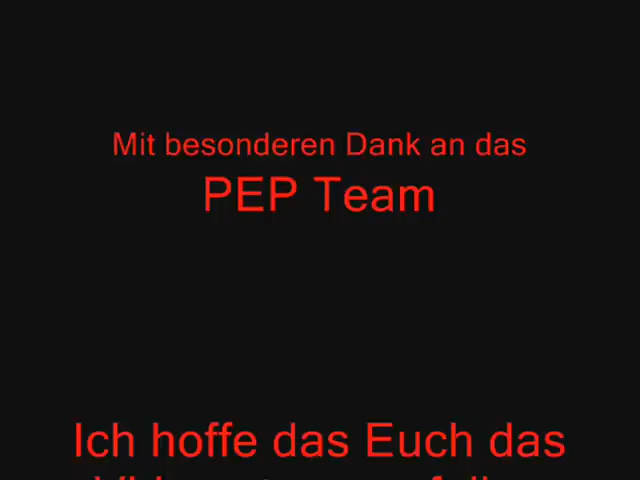 Mit besonderen Dank an das
PEP Team
Ich hoffe das Euch das